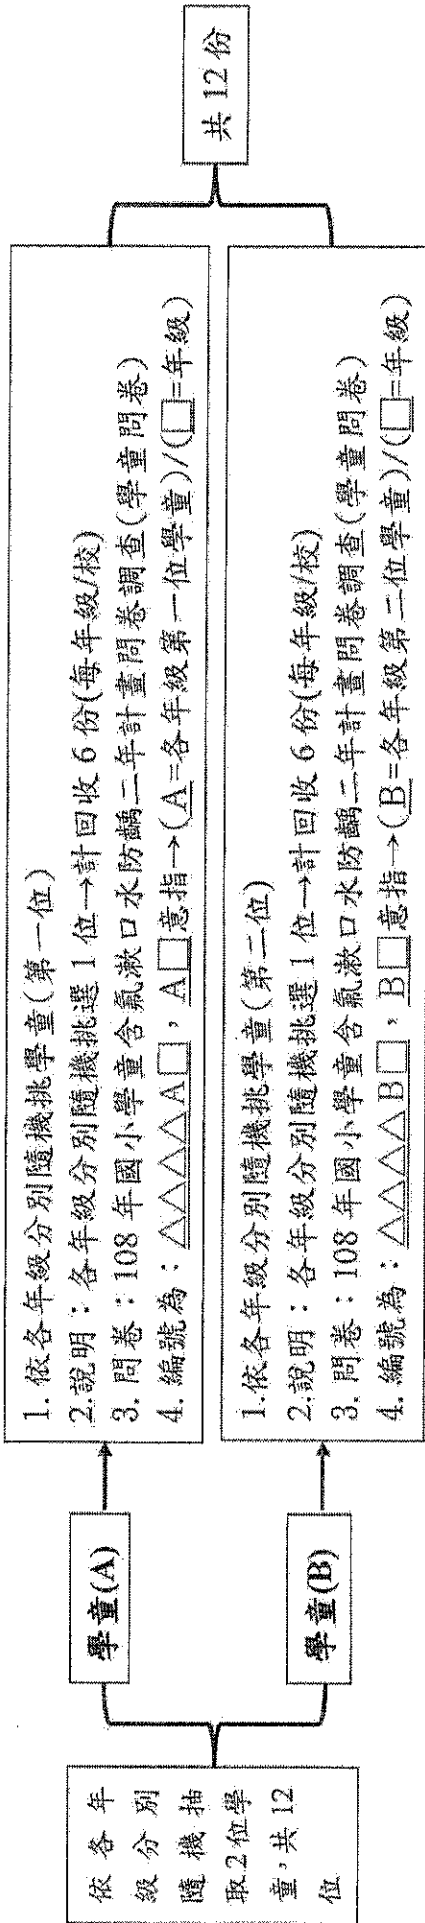 依各年
級分別
隨機抽
取2位學
童，共12
位
學童(A)
1. 依各年級分別隨機挑學童(第一位)
2.說明：各年級分別隨機挑選 1 位→計回收 6 份(每年級/校)
3. 問卷：108 年國小學童含氟漱口水防齲二年計畫問卷調查(學童問卷)
4. 編號為：△△△△△A□，A□意指→(A=各年級第一位學童)/(□=年級)
學童(B)
1.依各年級分別隨機挑學童(第二位)
2.說明：各年級分別隨機挑選 1 位→計回收 6 份(每年級/校)
3. 問卷：108 年國小學童含氟漱口水防齲二年計畫問卷調查(學童問卷)
4. 編號為：△△△△△B□，B□意指→(B=各年級第二位學童)/(□=年級)
共 12 份